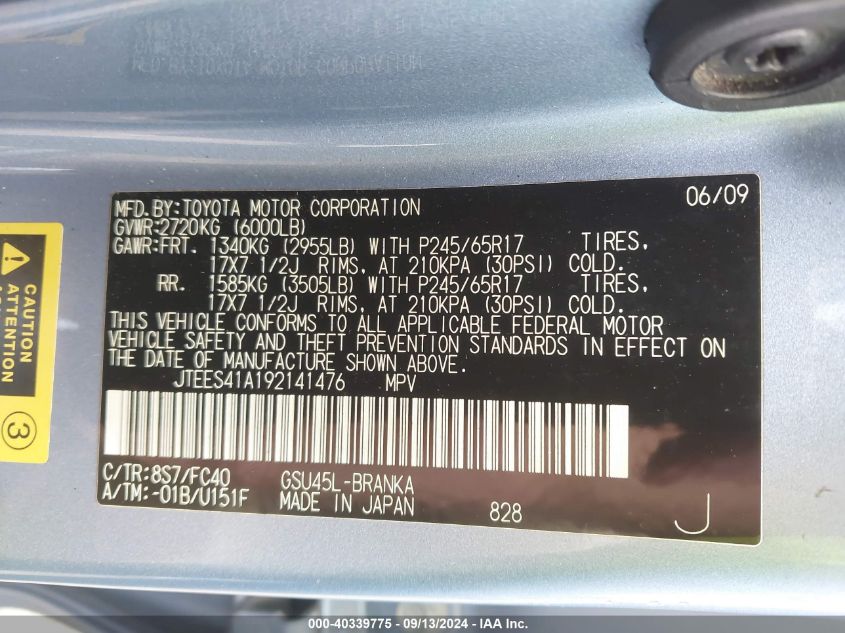 MFD.BY:TOYOTA MOTOR CORPORATION 06/09
GVWR:2720KG (6000LB)
GAWR:FRT. 1340KG (2955LB) WITH P245/65R17 TIRES,
17X7 1/2J RIMS, AT 210KPA (30PSI) COLD.
RR. 1585KG (3505LB) WITH P245/65R17 TIRES,
17X7 1/2J RIMS, AT 210KPA (30PSI) COLD.
THIS VEHICLE CONFORMS TO ALL APPLICABLE FEDERAL MOTOR
VEHICLE SAFETY AND THEFT PREVENTION STANDARDS IN EFFECT ON
THE DATE OF MANUFACTURE SHOWN ABOVE.
JTEES41A192141476 MPV
C/TR:8S7/FC40 GSU45L-BRANKA
A/TM:-01B/U151F MADE IN JAPAN 828 J
CAUTION
ATTENTION
3
000-40339775 - 09/13/2024 - IAA Inc.